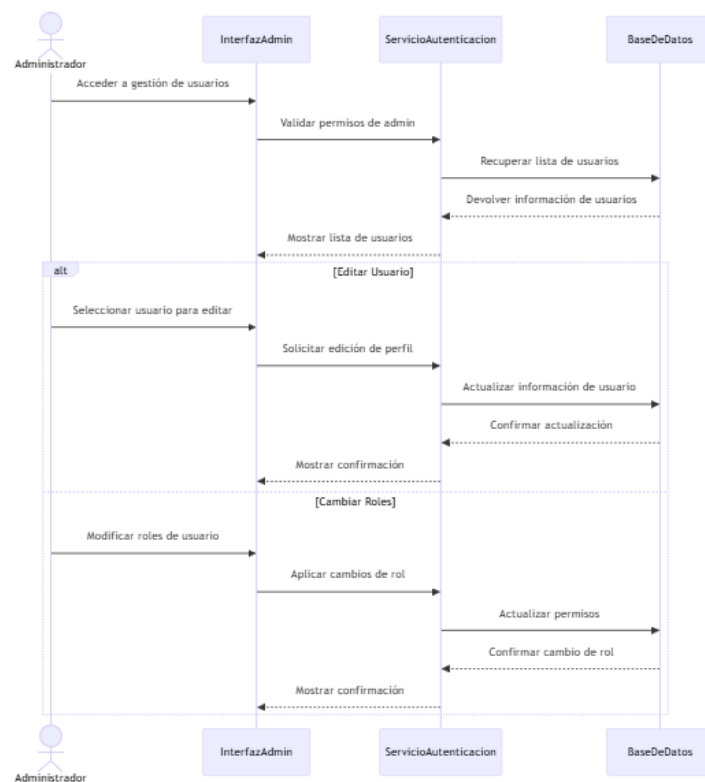 Administrador
InterfazAdmin
ServicioAutenticacion
BaseDeDatos
Acceder a gestión de usuarios
Validar permisos de admin
Recuperar lista de usuarios
Devolver información de usuarios
Mostrar lista de usuarios
alt
[Editar Usuario]
Seleccionar usuario para editar
Solicitar edición de perfil
Actualizar información de usuario
Confirmar actualización
Mostrar confirmación
[Cambiar Roles]
Modificar roles de usuario
Aplicar cambios de rol
Actualizar permisos
Confirmar cambio de rol
Mostrar confirmación
Administrador
InterfazAdmin
ServicioAutenticacion
BaseDeDatos